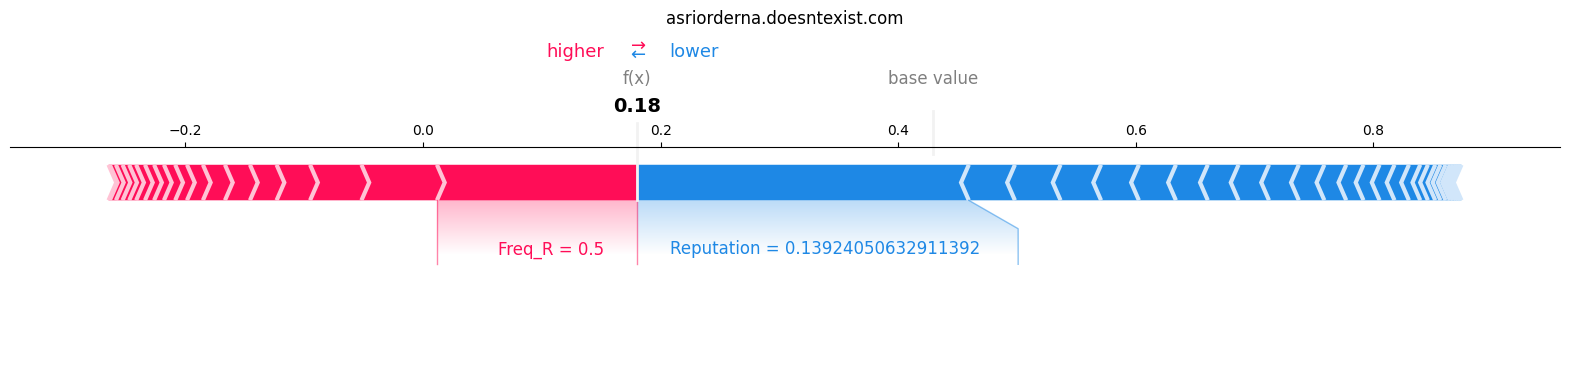 asriorderna.doesntexist.com
higher → ← lower
f(x) base value
0.18
−0.2 0.0 0.2 0.4 0.6 0.8
Freq_R = 0.5 Reputation = 0.13924050632911392